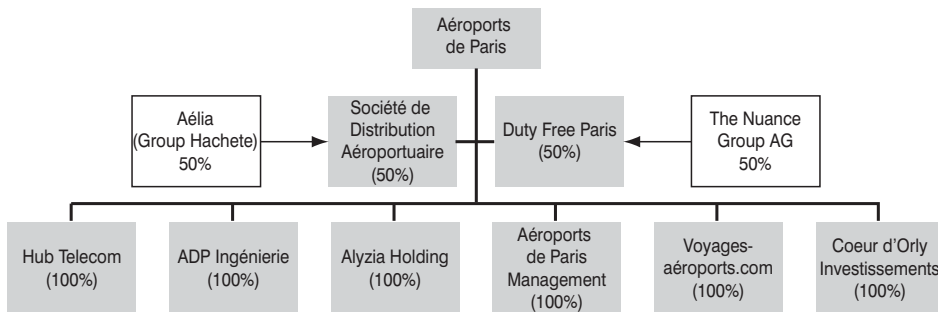 Aéroports
de Paris
Aélia
(Group Hachete)
50%
Société de
Distribution
Aéroportuaire
(50%)
Duty Free Paris
(50%)
The Nuance
Group AG
50%
Hub Telecom
(100%)
ADP Ingénierie
(100%)
Alyzia Holding
(100%)
Aéroports
de Paris
Management
(100%)
Voyages-
aéroports.com
(100%)
Coeur d'Orly
Investissements
(100%)